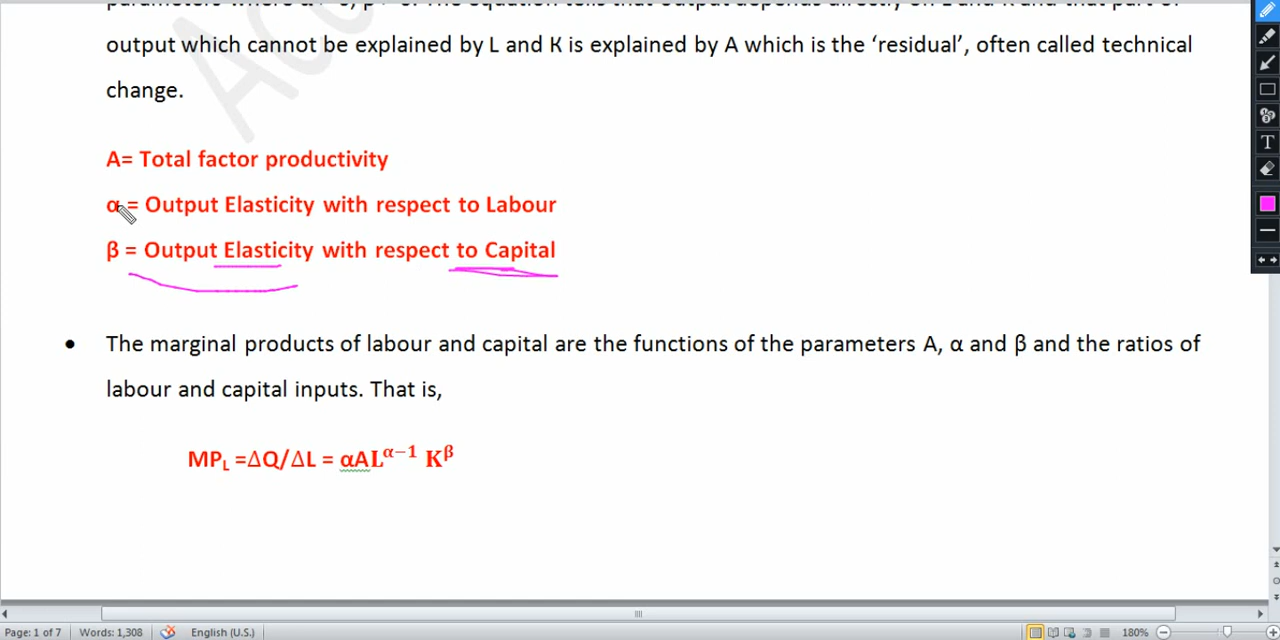 output which cannot be explained by L and K is explained by A which is the ‘residual’, often called technical
change.
A= Total factor productivity
α = Output Elasticity with respect to Labour
β = Output Elasticity with respect to Capital
• The marginal products of labour and capital are the functions of the parameters A, α and β and the ratios of
labour and capital inputs. That is,
MPL =ΔQ/ΔL = αALα−1 Kβ
Page: 1 of 7 Words: 1,308 English (U.S.) 180%